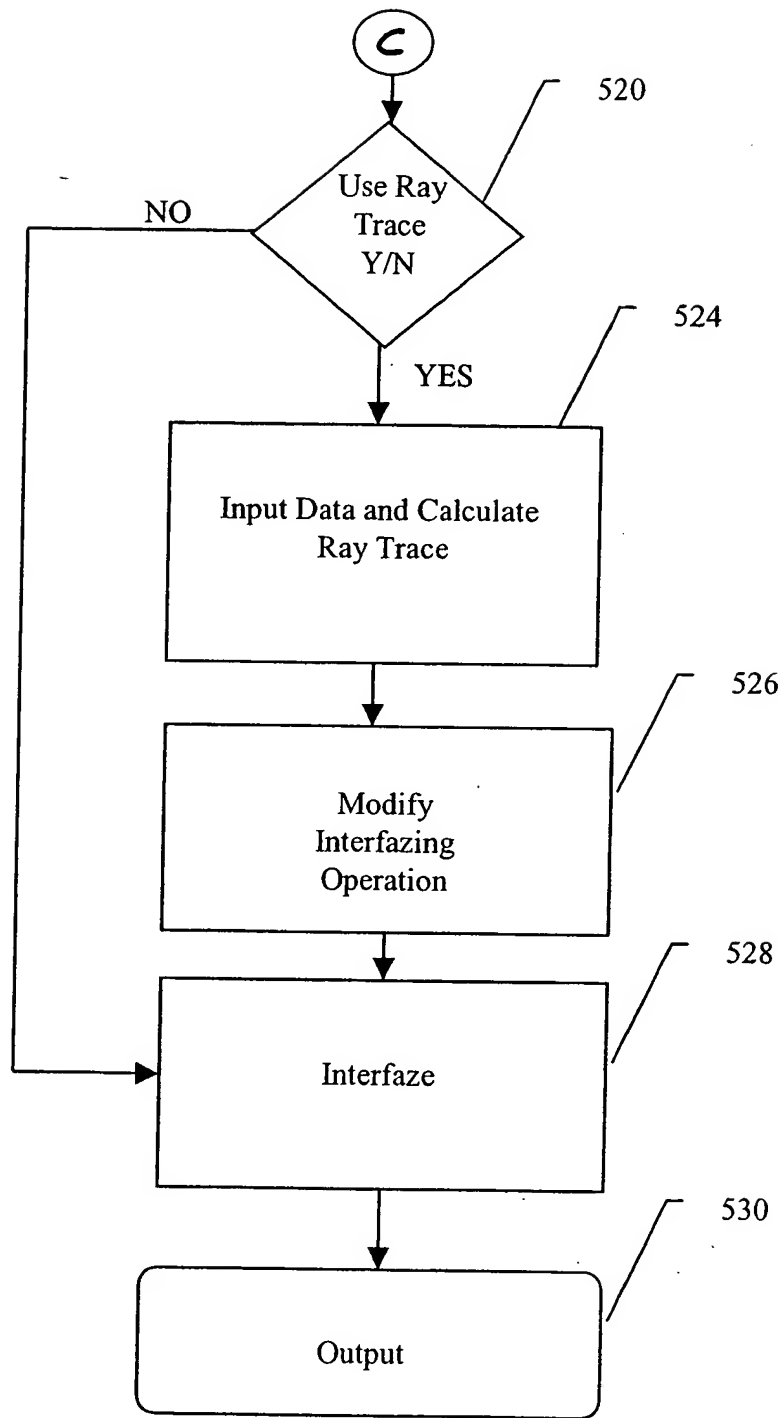 C
520
Use Ray
Trace
Y/N
NO
524
YES
Input Data and Calculate
Ray Trace
526
Modify
Interfazing
Operation
528
Interfaze
530
Output